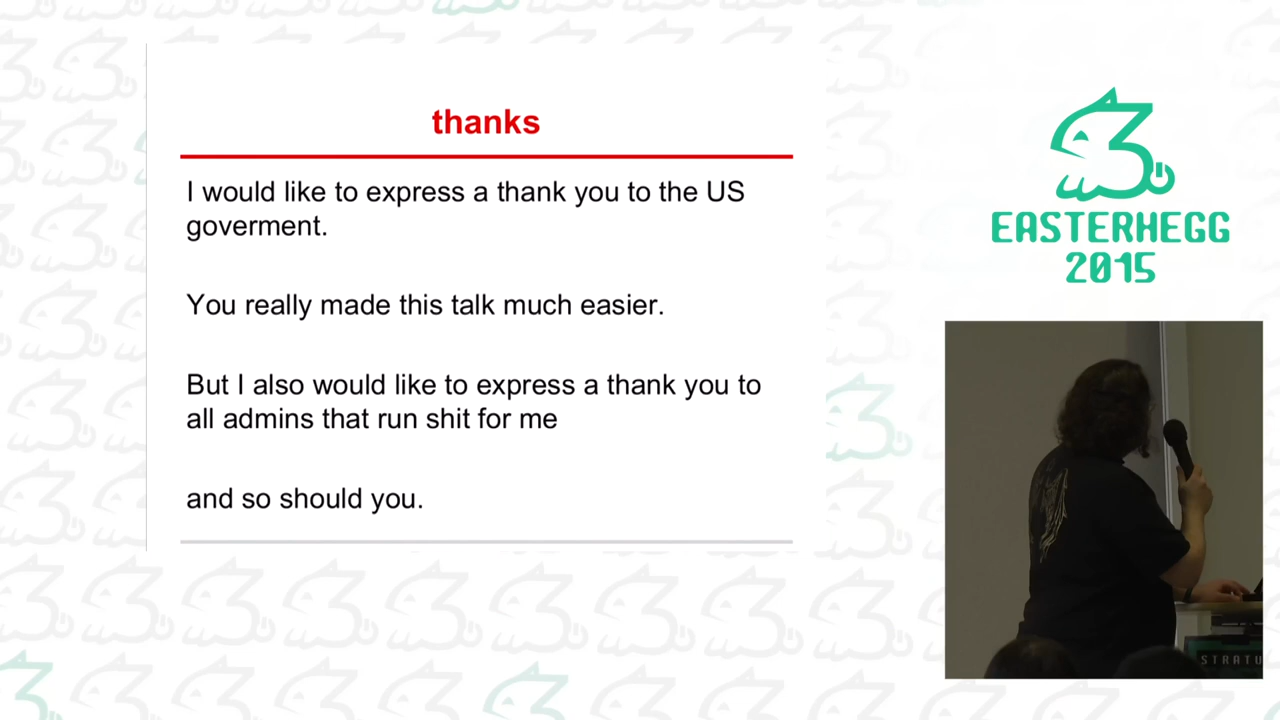 thanks
I would like to express a thank you to the US
goverment.
You really made this talk much easier.
But I also would like to express a thank you to
all admins that run shit for me
and so should you.
EASTERHEGG
2015
STRATU